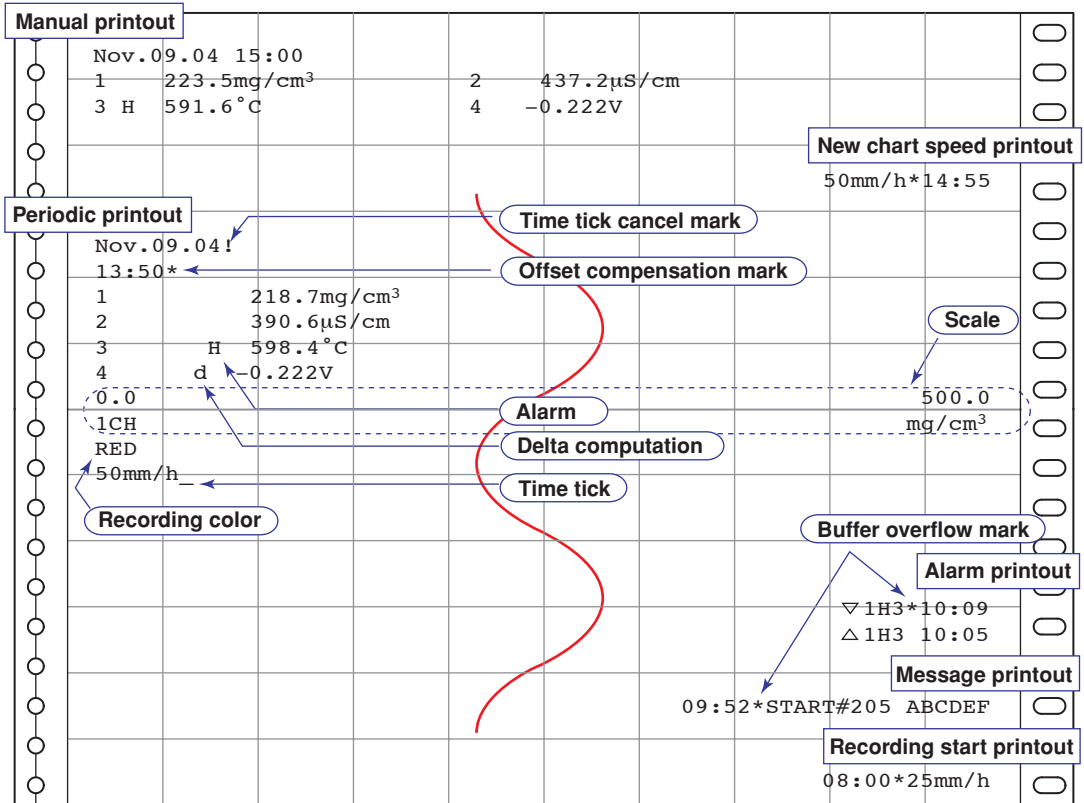 Manual printout
Nov.09.04 15:00
1 223.5mg/cm³ 2 437.2µS/cm
3 H 591.6°C 4 −0.222V
New chart speed printout
50mm/h*14:55
Periodic printout
Time tick cancel mark
Nov.09.04!
13:50*
Offset compensation mark
1 218.7mg/cm³
2 390.6µS/cm
Scale
3 H 598.4°C
4 d −0.222V
0.0 500.0
Alarm
1CH mg/cm³
RED
Delta computation
50mm/h_
Time tick
Recording color
Buffer overflow mark
Alarm printout
▽1H3*10:09
△1H3 10:05
Message printout
09:52*START#205 ABCDEF
Recording start printout
08:00*25mm/h